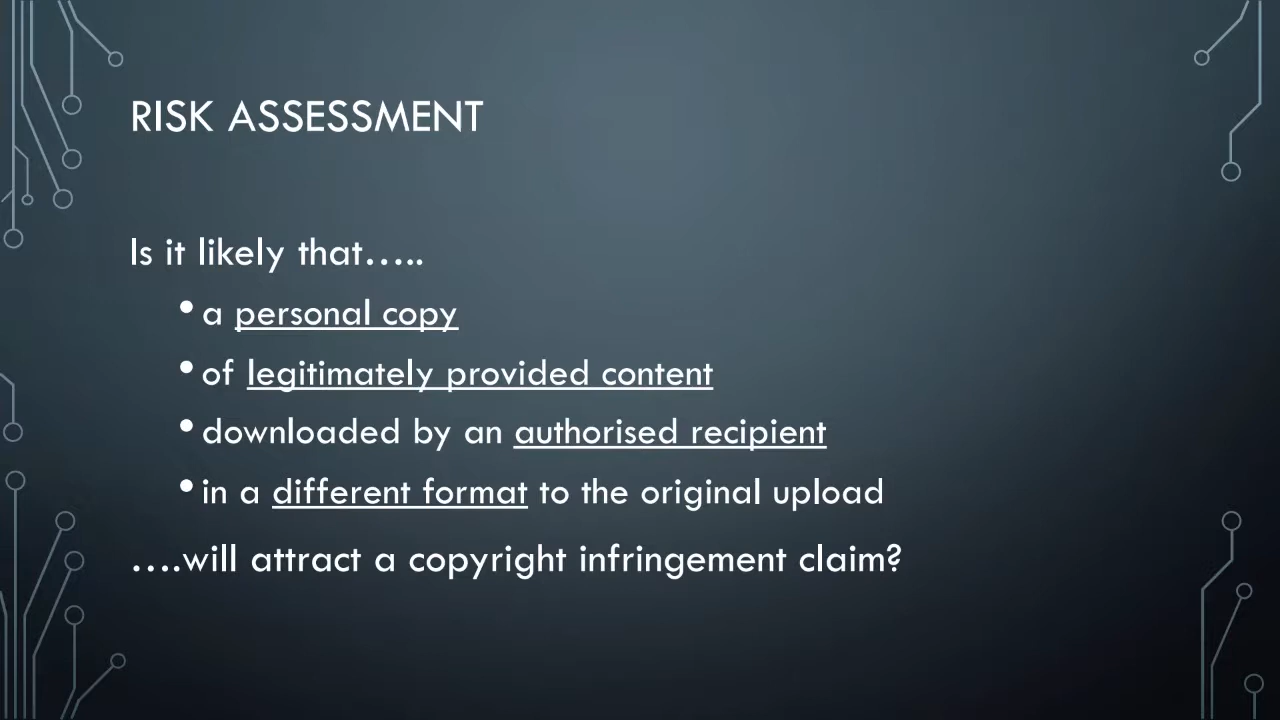 RISK ASSESSMENT
Is it likely that…..
• a personal copy
• of legitimately provided content
• downloaded by an authorised recipient
• in a different format to the original upload
….will attract a copyright infringement claim?